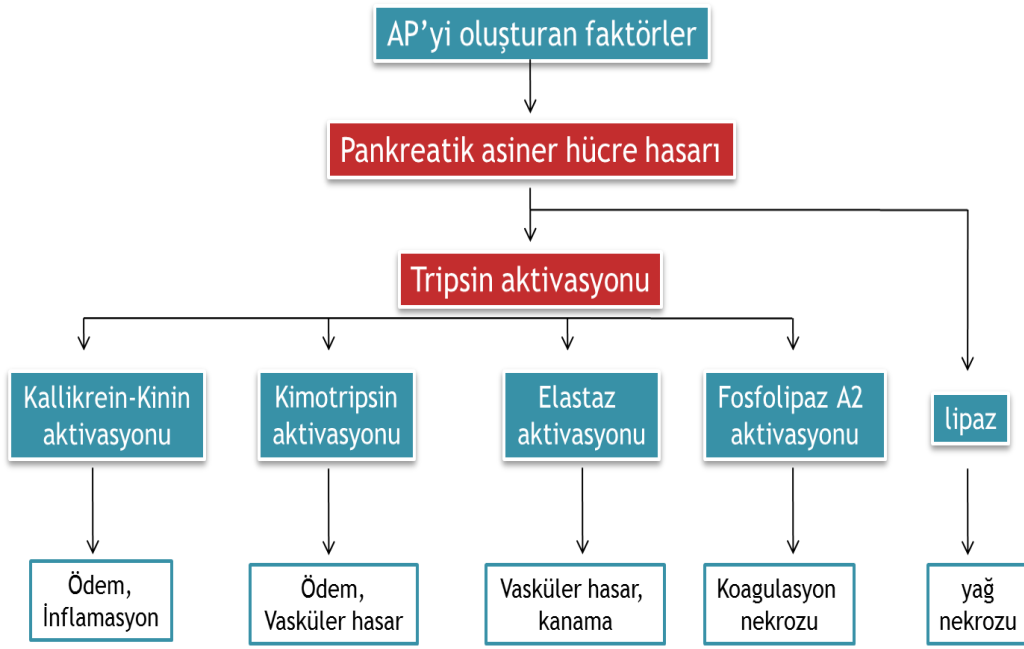 AP’yi oluşturan faktörler
Pankreatik asiner hücre hasarı
Tripsin aktivasyonu
Kallikrein-Kinin
aktivasyonu
Kimotripsin
aktivasyonu
Elastaz
aktivasyonu
Fosfolipaz A2
aktivasyonu
lipaz
Ödem,
İnflamasyon
Ödem,
Vasküler hasar
Vasküler hasar,
kanama
Koagulasyon
nekrozu
yağ
nekrozu